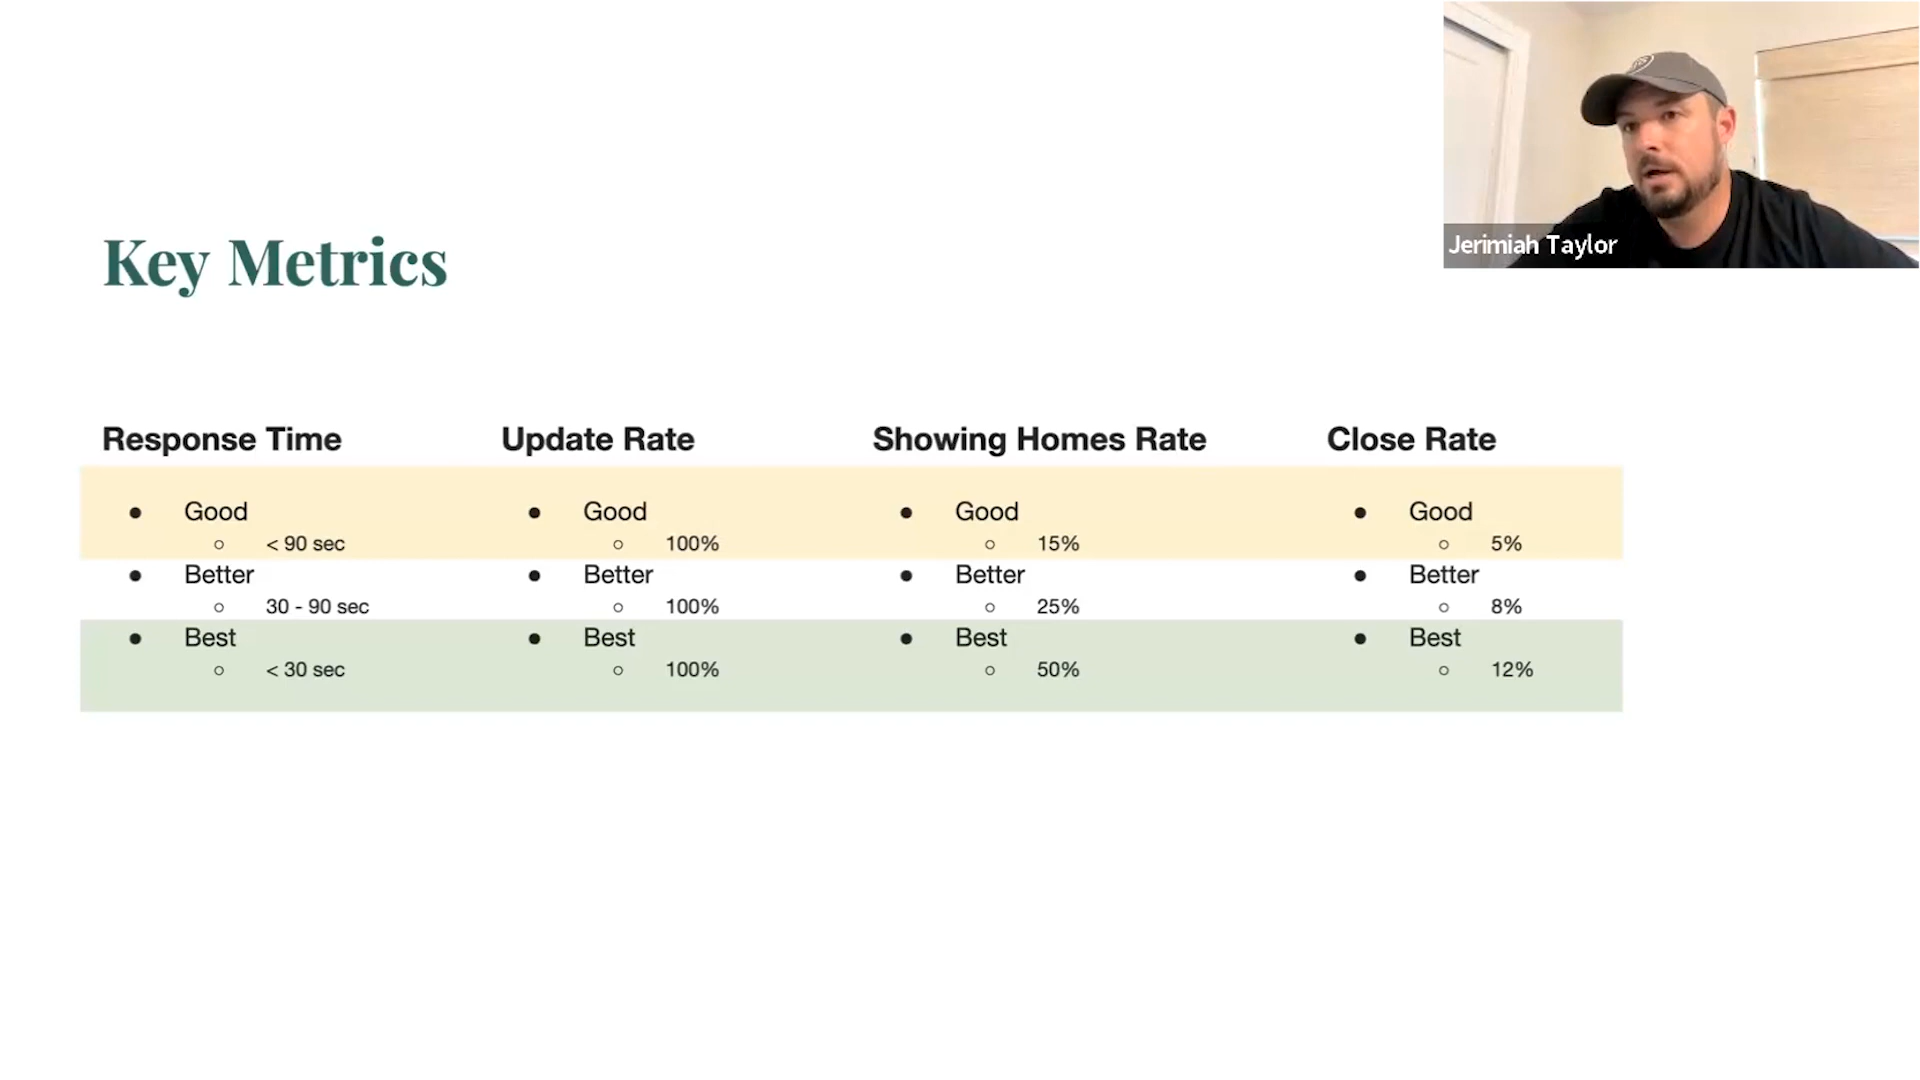 Jerimiah Taylor
Key Metrics
Response Time
Good
< 90 sec
Better
30 - 90 sec
Best
< 30 sec
Update Rate
Good
100%
Better
100%
Best
100%
Showing Homes Rate
Good
15%
Better
25%
Best
50%
Close Rate
Good
5%
Better
8%
Best
12%